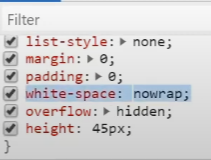 Filter
list-style: none;
margin: 0;
padding: 0;
white-space: nowrap;
overflow: hidden;
height: 45px;
}